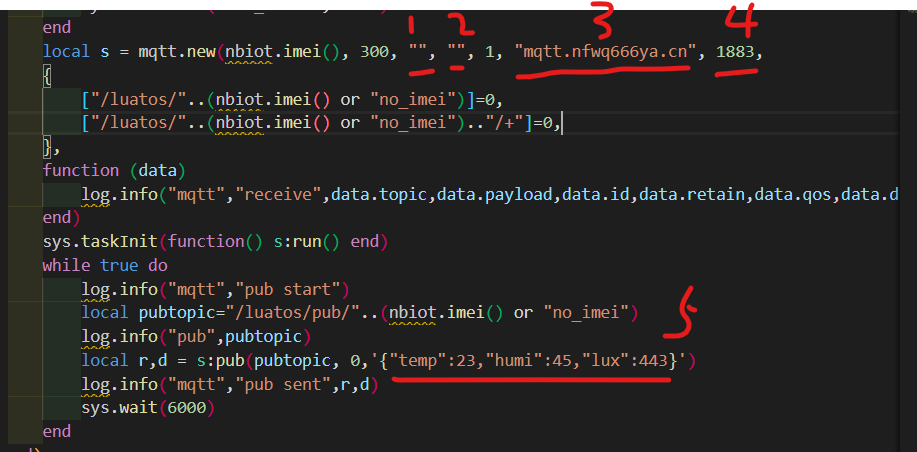 1 2 3 4
end
local s = mqtt.new(nbiot.imei(), 300, "", "", 1, "mqtt.nfwq666ya.cn", 1883,
{
["/luatos/"..(nbiot.imei() or "no_imei")]=0,
["/luatos/"..(nbiot.imei() or "no_imei").."/+"]=0,
},
function (data)
log.info("mqtt","receive",data.topic,data.payload,data.id,data.retain,data.qos,data.d
end)
sys.taskInit(function() s:run() end)
while true do
log.info("mqtt","pub start")
local pubtopic="/luatos/pub/"..(nbiot.imei() or "no_imei")
log.info("pub",pubtopic)
5
local r,d = s:pub(pubtopic, 0,'{"temp":23,"humi":45,"lux":443}')
log.info("mqtt","pub sent",r,d)
sys.wait(6000)
end